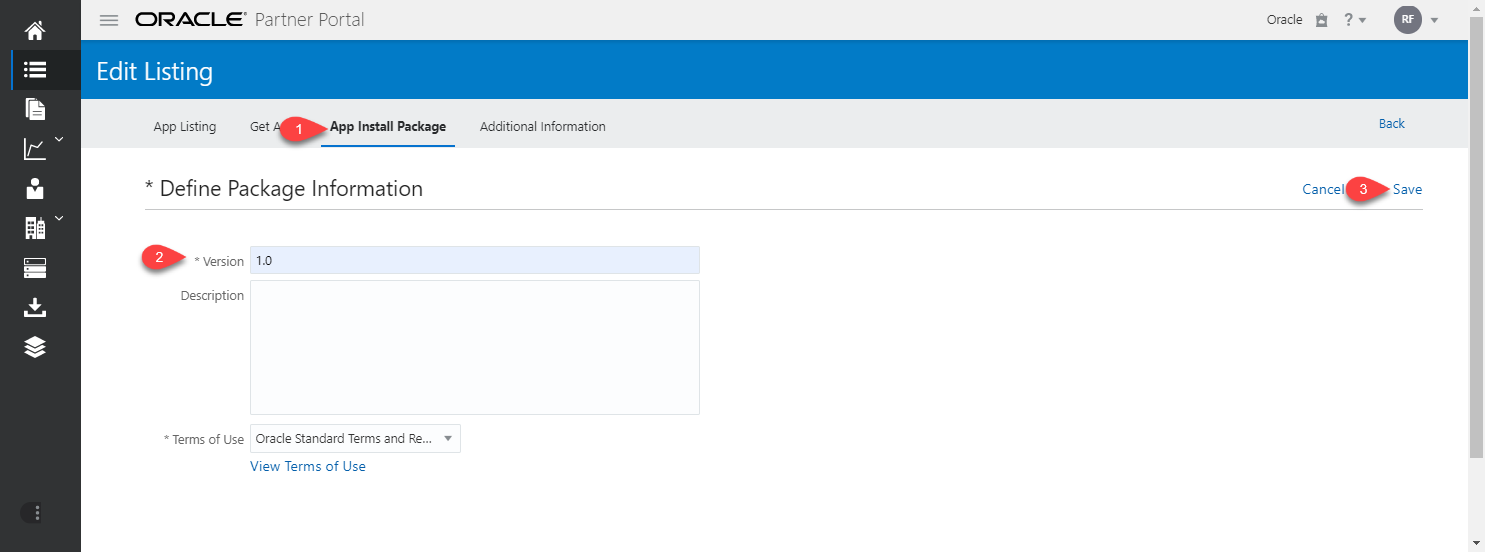 ORACLE® Partner Portal
Oracle ? RF
Edit Listing
App Listing Get A 1 App Install Package Additional Information Back
* Define Package Information Cancel 3 Save
2 * Version 1.0
Description
* Terms of Use Oracle Standard Terms and Re...
View Terms of Use